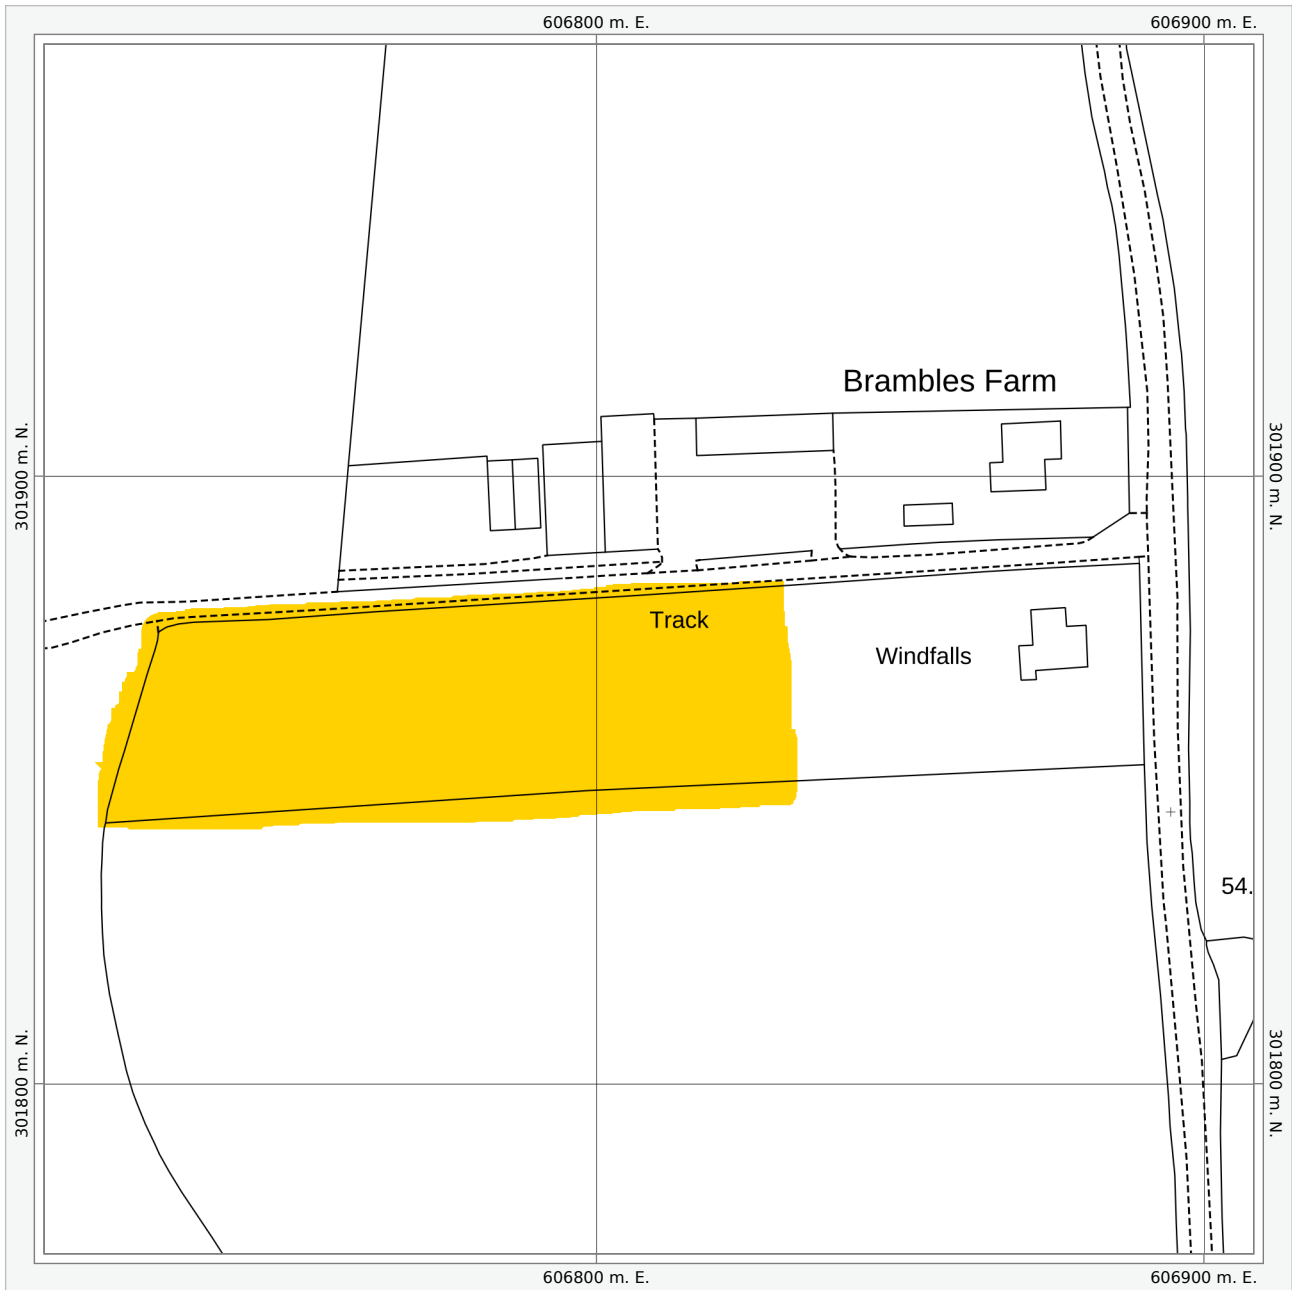 606800 m. E.
606900 m. E.
Brambles Farm
301900 m. N.
301900 m. N.
Track
Windfalls
54.
301800 m. N.
301800 m. N.
606800 m. E.
606900 m. E.